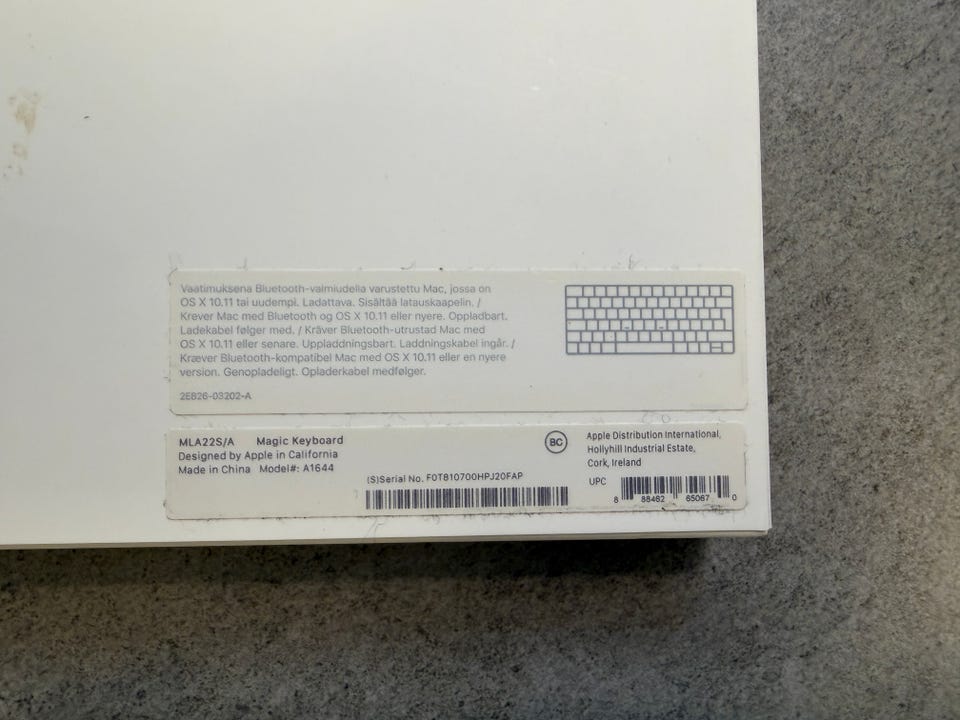 Vaatimuksena Bluetooth-valmiudella varustettu Mac, jossa on
OS X 10.11 tai uudempi. Ladattava. Sisältää latauskaapelin. /
Krever Mac med Bluetooth og OS X 10.11 eller nyere. Oppladbart.
Ladekabel følger med. / Kräver Bluetooth-utrustad Mac med
OS X 10.11 eller senare. Uppladdningsbart. Laddningskabel ingår. /
Kræver Bluetooth-kompatibel Mac med OS X 10.11 eller en nyere
version. Genopladeligt. Opladerkabel medfølger.
2E826-03202-A
MLA22S/A Magic Keyboard
Designed by Apple in California
Made in China Model#: A1644
(S)Serial No. F0T810700HPJ20FAP
BC
Apple Distribution International,
Hollyhill Industrial Estate,
Cork, Ireland
UPC
8 88462 65067 0